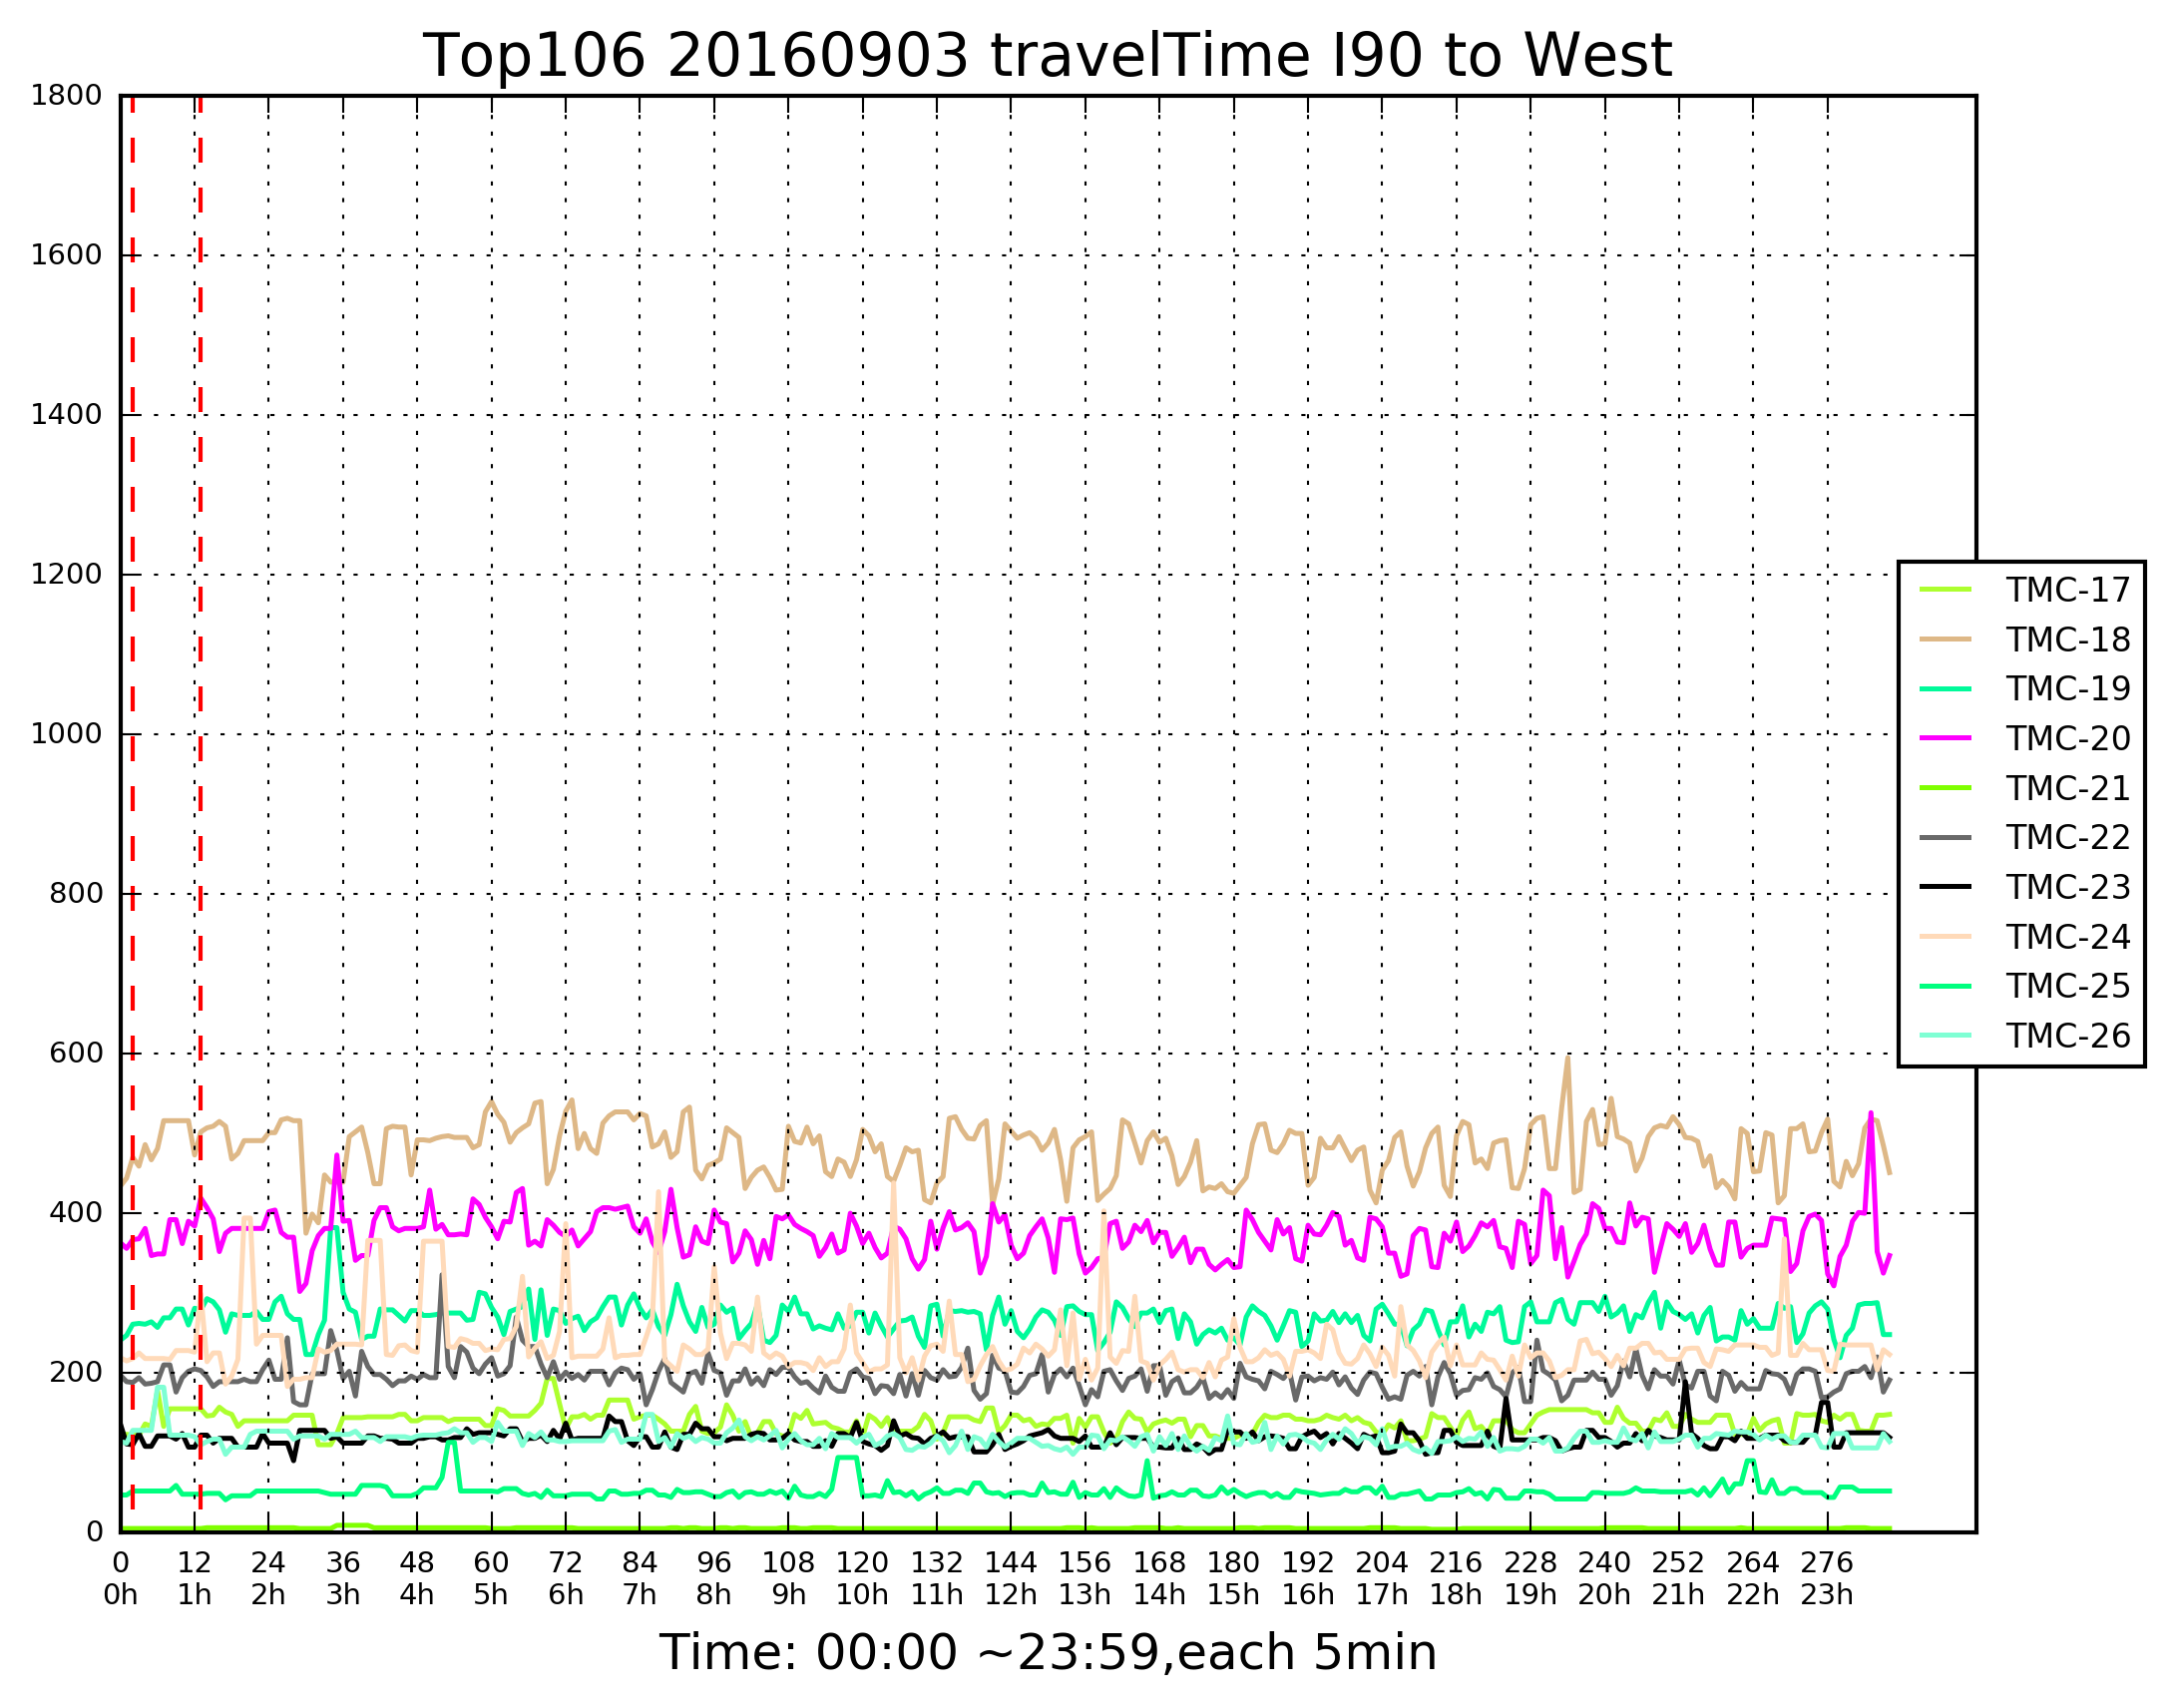 Top106 20160903 travelTime I90 to West
1800
1600
1400
1200
1000
800
600
400
200
0
TMC-17
TMC-18
TMC-19
TMC-20
TMC-21
TMC-22
TMC-23
TMC-24
TMC-25
TMC-26
0 12 24 36 48 60 72 84 96 108 120 132 144 156 168 180 192 204 216 228 240 252 264 276
0h 1h 2h 3h 4h 5h 6h 7h 8h 9h 10h 11h 12h 13h 14h 15h 16h 17h 18h 19h 20h 21h 22h 23h
Time: 00:00 ~23:59,each 5min